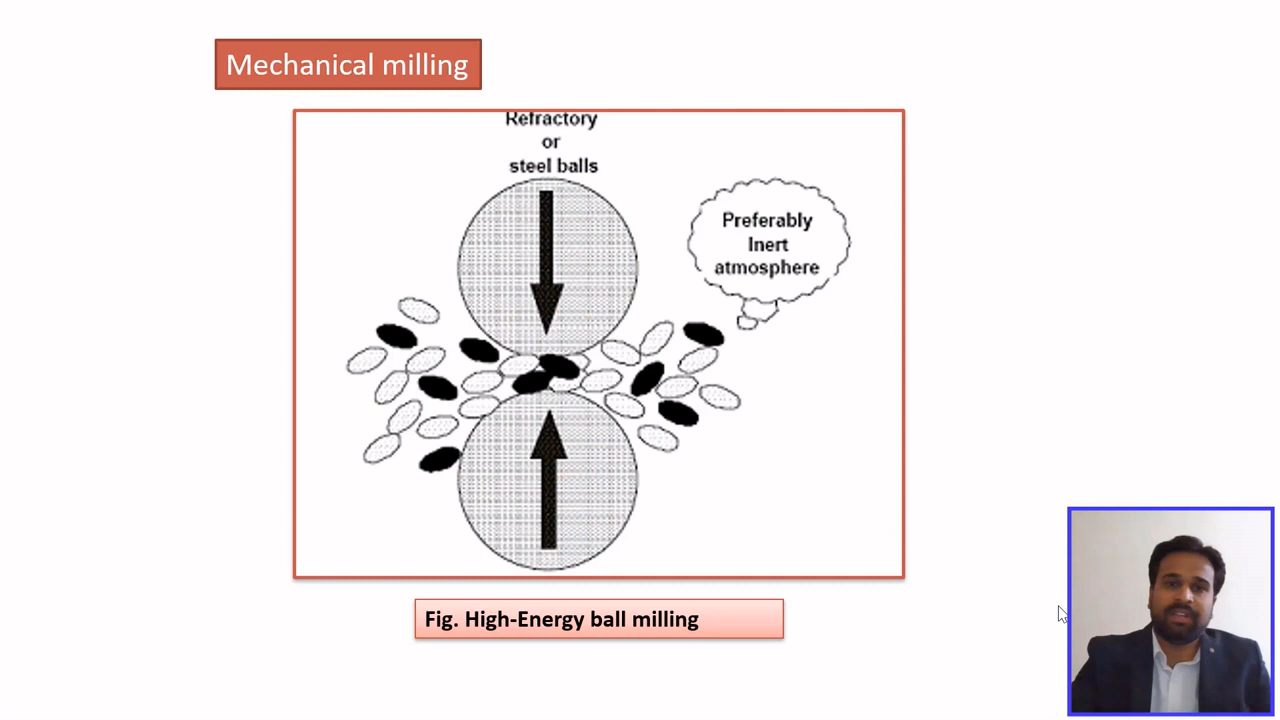 Mechanical milling
Refractory
or
steel balls
Preferably
Inert
atmosphere
Fig. High-Energy ball milling